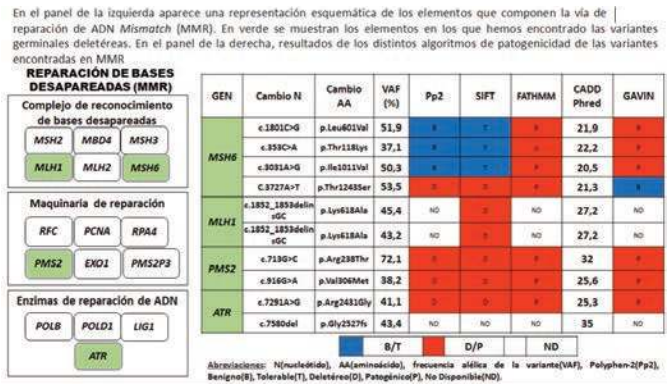 En el panel de la izquierda aparece una representación esquemática de los elementos que componen la vía de
reparación de ADN Mismatch (MMR). En verde se muestran los elementos en los que hemos encontrado las variantes
germinales deletéreas. En el panel de la derecha, resultados de los distintos algoritmos de patogenicidad de las variantes
encontradas en MMR
REPARACIÓN DE BASES
DESAPAREADAS (MMR)
Complejo de reconocimiento
de bases desapareadas
MSH2 MBD4 MSH3
MLH1 MLH2 MSH6
Maquinaria de reparación
RFC PCNA RPA4
PMS2 EXO1 PMS2P3
Enzimas de reparación de ADN
POLB POLD1 LIG1
ATR
GEN Cambio N Cambio AA VAF (%) Pp2 SIFT FATHMM CADD Phred GAVIN
MSH6
c.1801C>G p.Leu601Val 51,9 B T P 21,9 P
c.353C>A p.Thr118Lys 37,1 B T P 22,2 P
c.3031A>G p.Ile1011Val 50,3 B T P 20,5 P
C.3727A>T p.Thr1243Ser 53,5 D D P 21,3 B
MLH1
c.1852_1853delinsGC p.Lys618Ala 45,4 ND D ND 27,2 ND
c.1852_1853delinsGC p.Lys618Ala 43,2 ND D ND 27,2 ND
PMS2
c.713G>C p.Arg238Thr 72,1 D D P 32 P
c.916G>A p.Val306Met 38,2 D D P 25,6 P
ATR
c.7291A>G p.Arg2431Gly 41,1 D D P 25,3 P
c.7580del p.Gly2527fs 43,4 ND ND ND 35 ND
B/T D/P ND
Abreviaciones: N(nucleótido), AA(aminoácido), frecuencia alélica de la variante(VAF), Polyphen-2(Pp2),
Benigno(B), Tolerable(T), Deletéreo(D), Patogénico(P), No Disponible(ND).